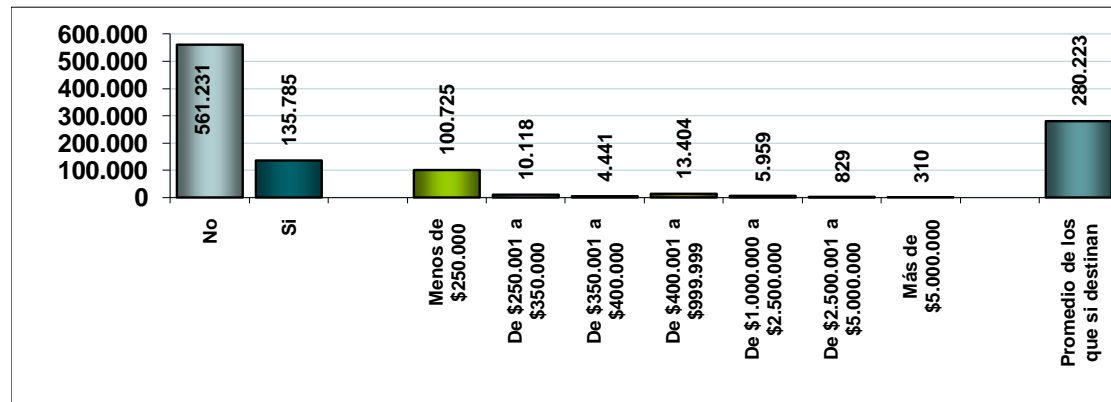 600.000
500.000
400.000
300.000
200.000
100.000
0
561.231
135.785
100.725
10.118
4.441
13.404
5.959
829
310
280.223
No
Si
Menos de
$250.000
De $250.001 a
$350.000
De $350.001 a
$400.000
De $400.001 a
$999.999
De $1.000.000 a
$2.500.000
De $2.500.001 a
$5.000.000
Más de
$5.000.000
Promedio de los
que si destinan